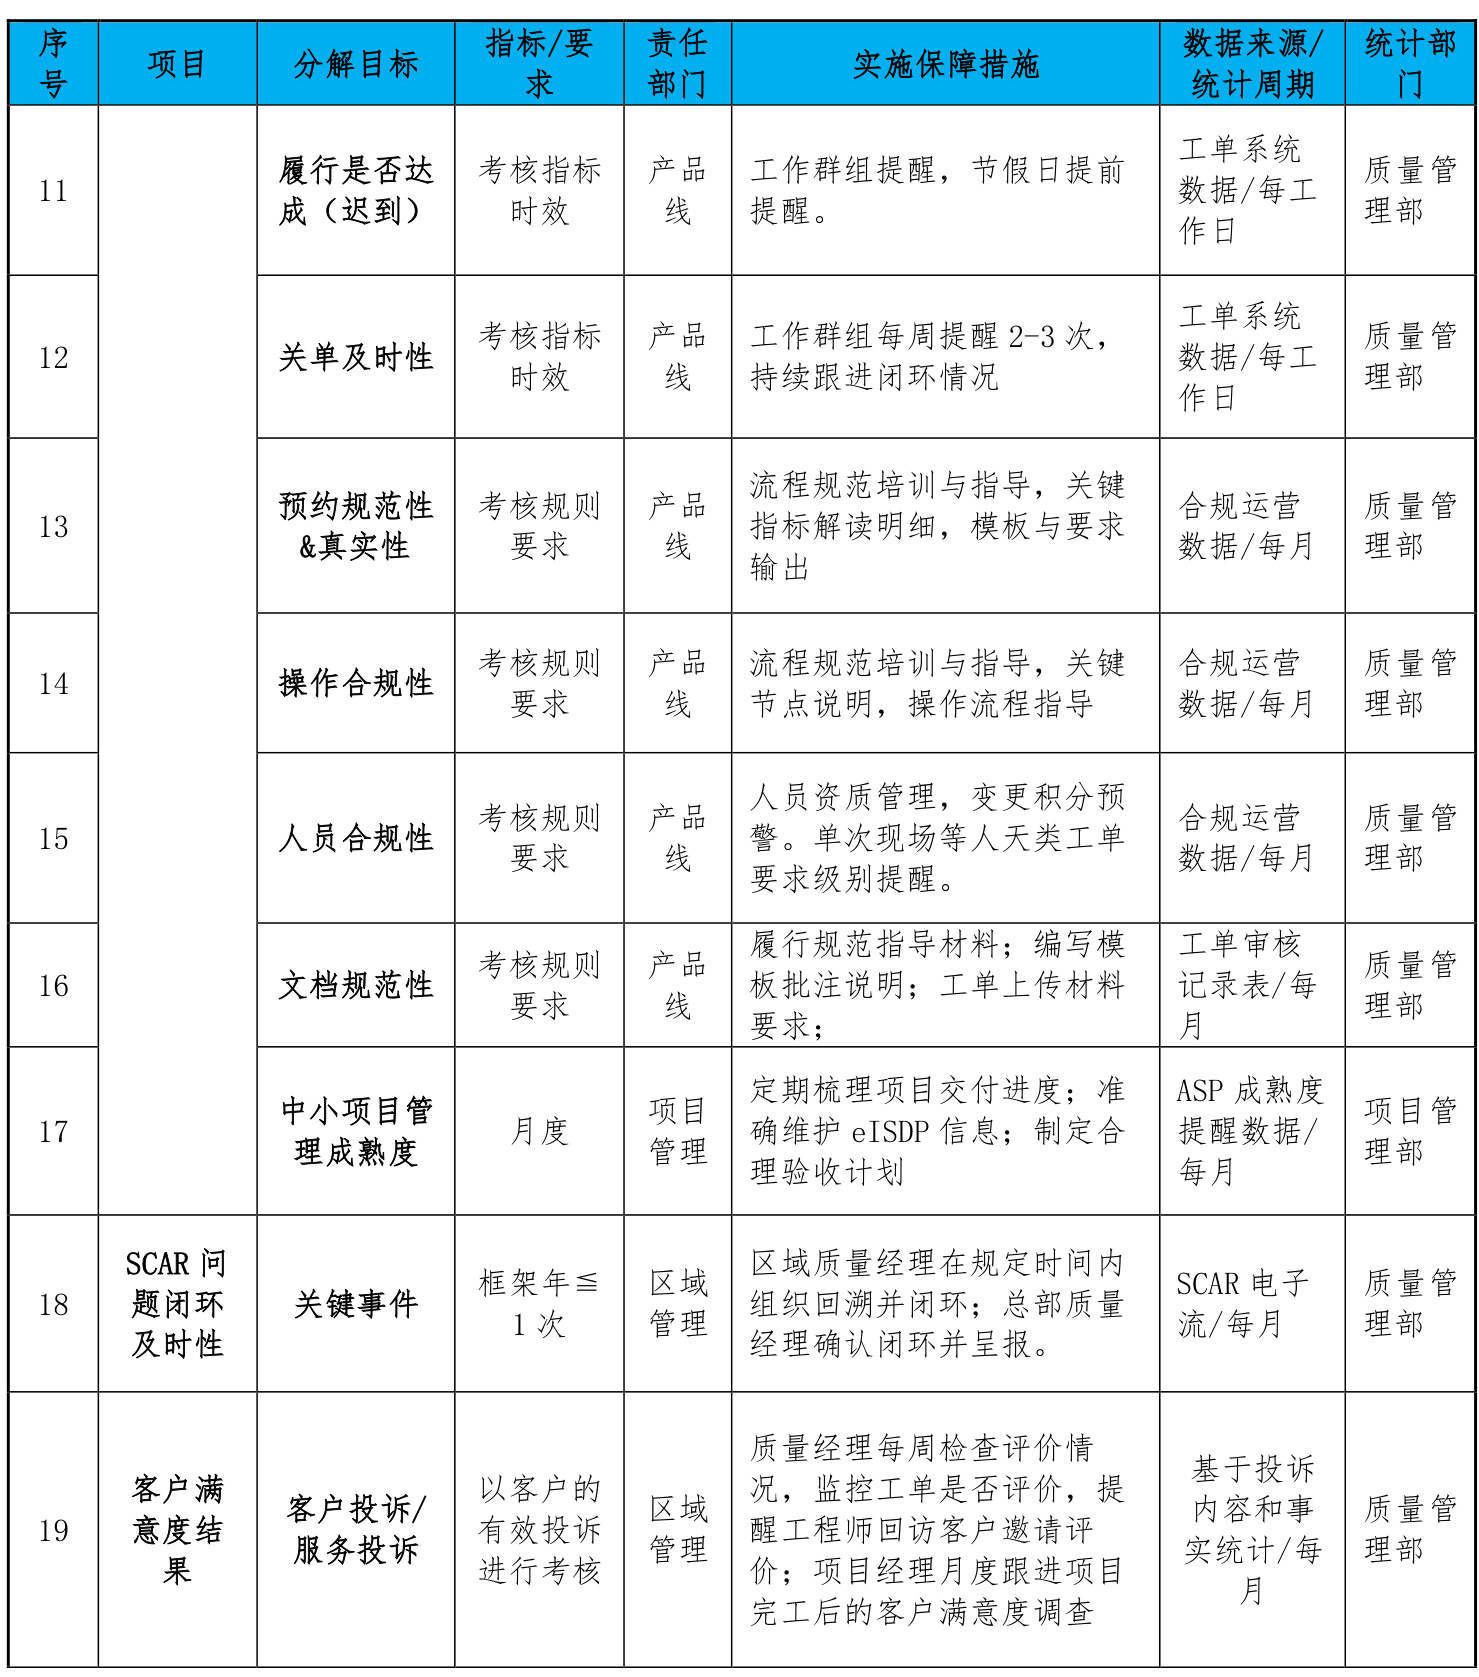 序号
项目
分解目标
指标/要求
责任部门
实施保障措施
数据来源/
统计周期
统计部门
11
履行是否达
成（迟到）
考核指标
时效
产品
线
工作群组提醒，节假日提前
提醒。
工单系统
数据/每工
作日
质量管
理部
12
关单及时性
考核指标
时效
产品
线
工作群组每周提醒 2-3 次，
持续跟进闭环情况
工单系统
数据/每工
作日
质量管
理部
13
预约规范性
&真实性
考核规则
要求
产品
线
流程规范培训与指导，关键
指标解读明细，模板与要求
输出
合规运营
数据/每月
质量管
理部
14
操作合规性
考核规则
要求
产品
线
流程规范培训与指导，关键
节点说明，操作流程指导
合规运营
数据/每月
质量管
理部
15
人员合规性
考核规则
要求
产品
线
人员资质管理，变更积分预
警。单次现场等人天类工单
要求级别提醒。
合规运营
数据/每月
质量管
理部
16
文档规范性
考核规则
要求
产品
线
履行规范指导材料；编写模
板批注说明；工单上传材料
要求；
工单审核
记录表/每
月
质量管
理部
17
中小项目管
理成熟度
月度
项目
管理
定期梳理项目交付进度；准
确维护 eISDP 信息；制定合
理验收计划
ASP 成熟度
提醒数据/
每月
项目管
理部
18
SCAR 问
题闭环
及时性
关键事件
框架年≦
1 次
区域
管理
区域质量经理在规定时间内
组织回溯并闭环；总部质量
经理确认闭环并呈报。
SCAR 电子
流/每月
质量管
理部
19
客户满
意度结
果
客户投诉/
服务投诉
以客户的
有效投诉
进行考核
区域
管理
质量经理每周检查评价情
况，监控工单是否评价，提
醒工程师回访客户邀请评
价；项目经理月度跟进项目
完工后的客户满意度调查
基于投诉
内容和事
实统计/每
月
质量管
理部